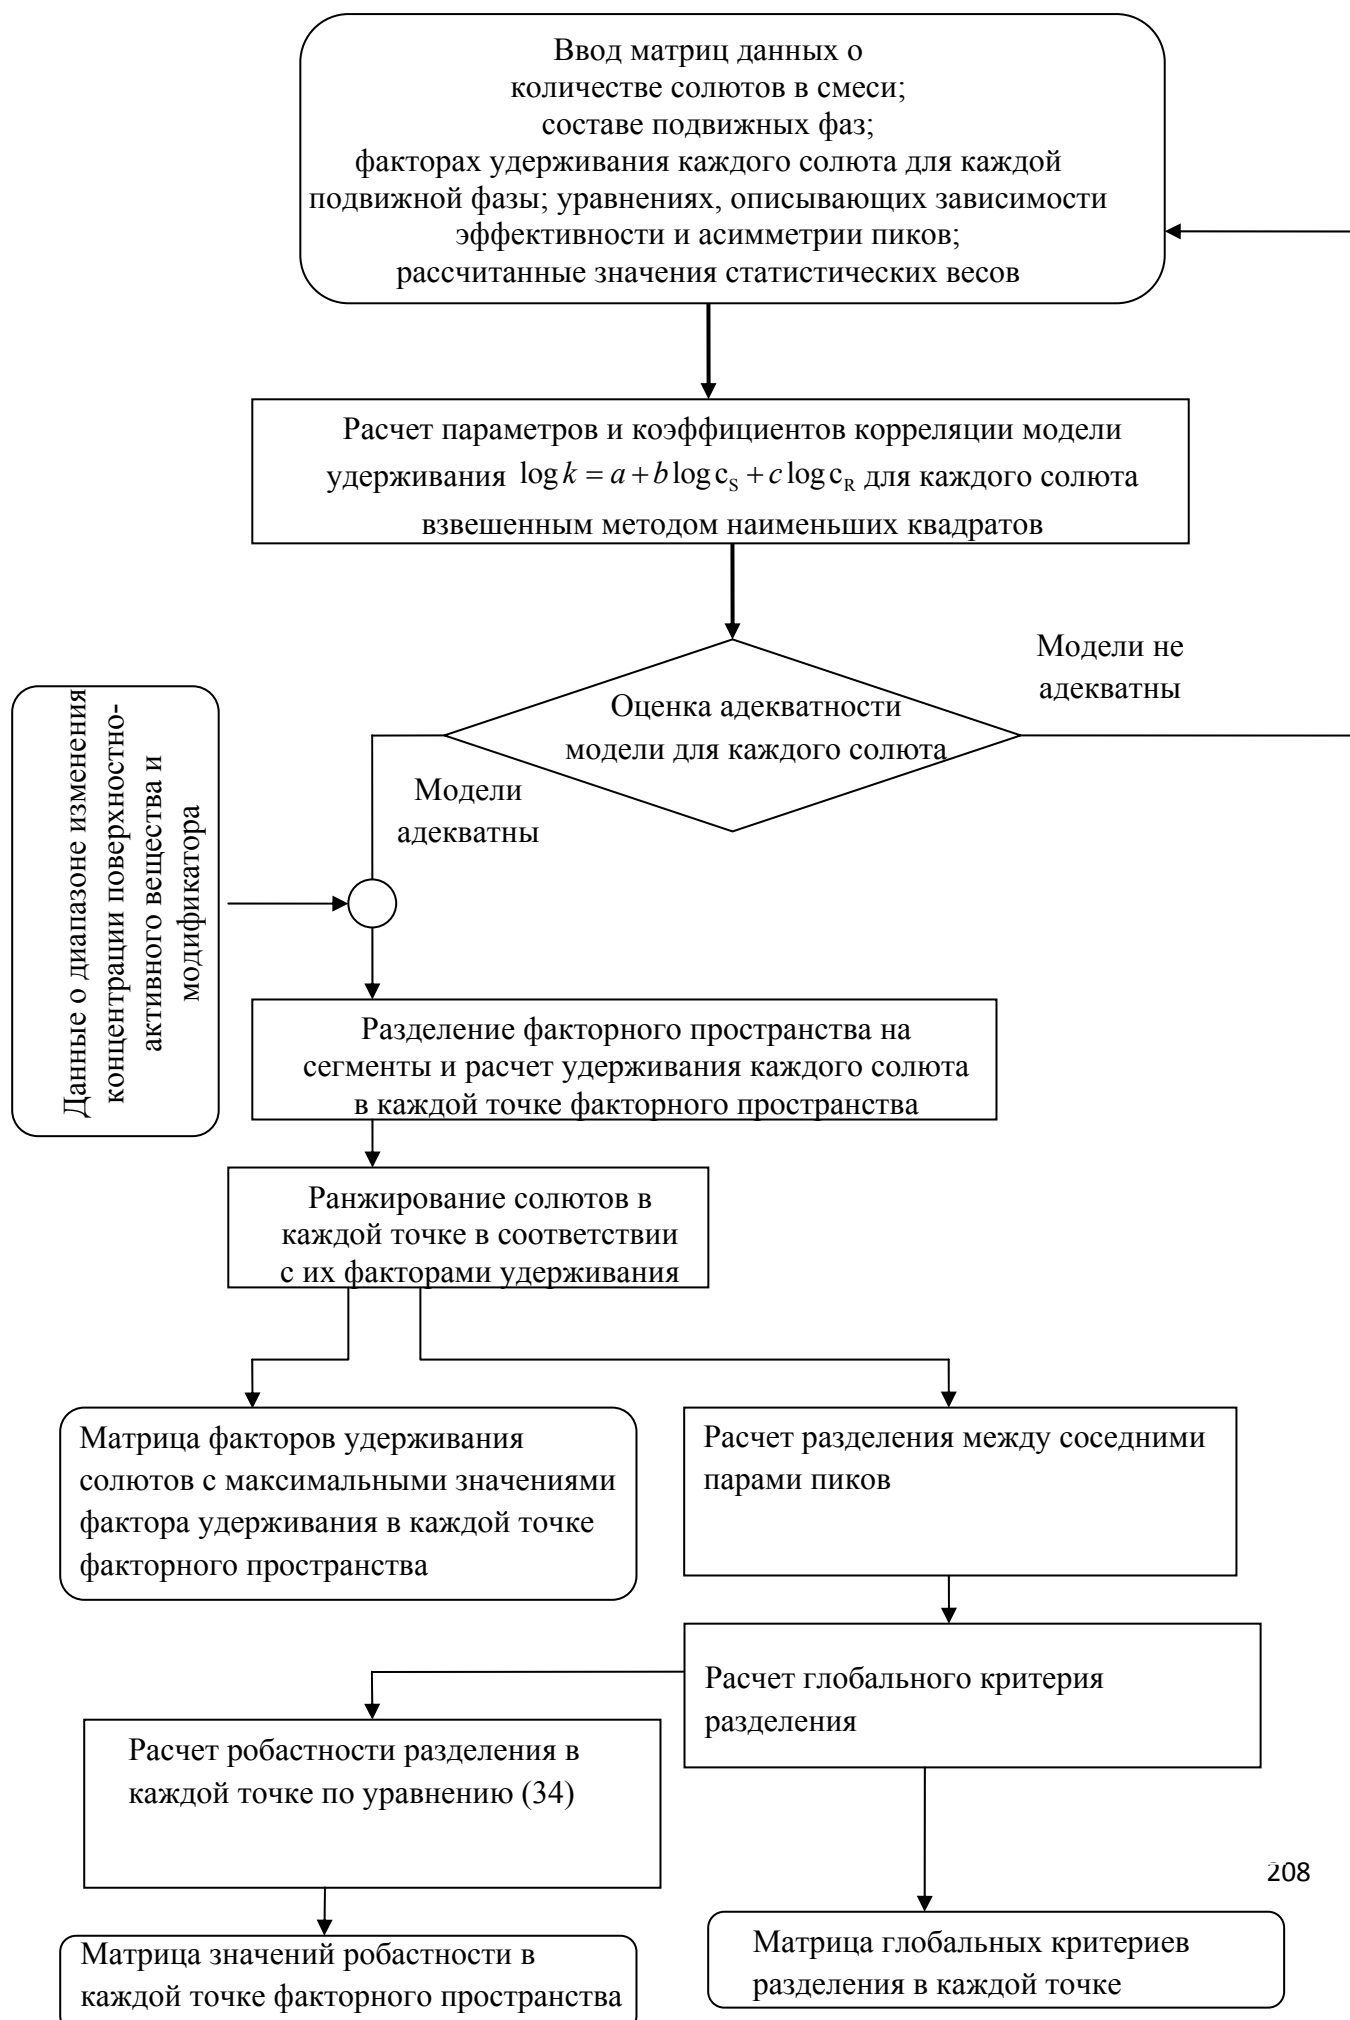 Ввод матриц данных о
количестве солютов в смеси;
составе подвижных фаз;
факторах удерживания каждого солюта для каждой
подвижной фазы; уравнениях, описывающих зависимости
эффективности и асимметрии пиков;
рассчитанные значения статистических весов
Расчет параметров и коэффициентов корреляции модели
удерживания log k = a + b log c_S + c log c_R для каждого солюта
взвешенным методом наименьших квадратов
Модели не
адекватны
Оценка адекватности
модели для каждого солюта
Модели
адекватны
Данные о диапазоне изменения
концентрации поверхностно-
активного вещества и
модификатора
Разделение факторного пространства на
сегменты и расчет удерживания каждого солюта
в каждой точке факторного пространства
Ранжирование солютов в
каждой точке в соответствии
с их факторами удерживания
Матрица факторов удерживания
солютов с максимальными значениями
фактора удерживания в каждой точке
факторного пространства
Расчет разделения между соседними
парами пиков
Расчет глобального критерия
разделения
Расчет робастности разделения в
каждой точке по уравнению (34)
208
Матрица значений робастности в
каждой точке факторного пространства
Матрица глобальных критериев
разделения в каждой точке